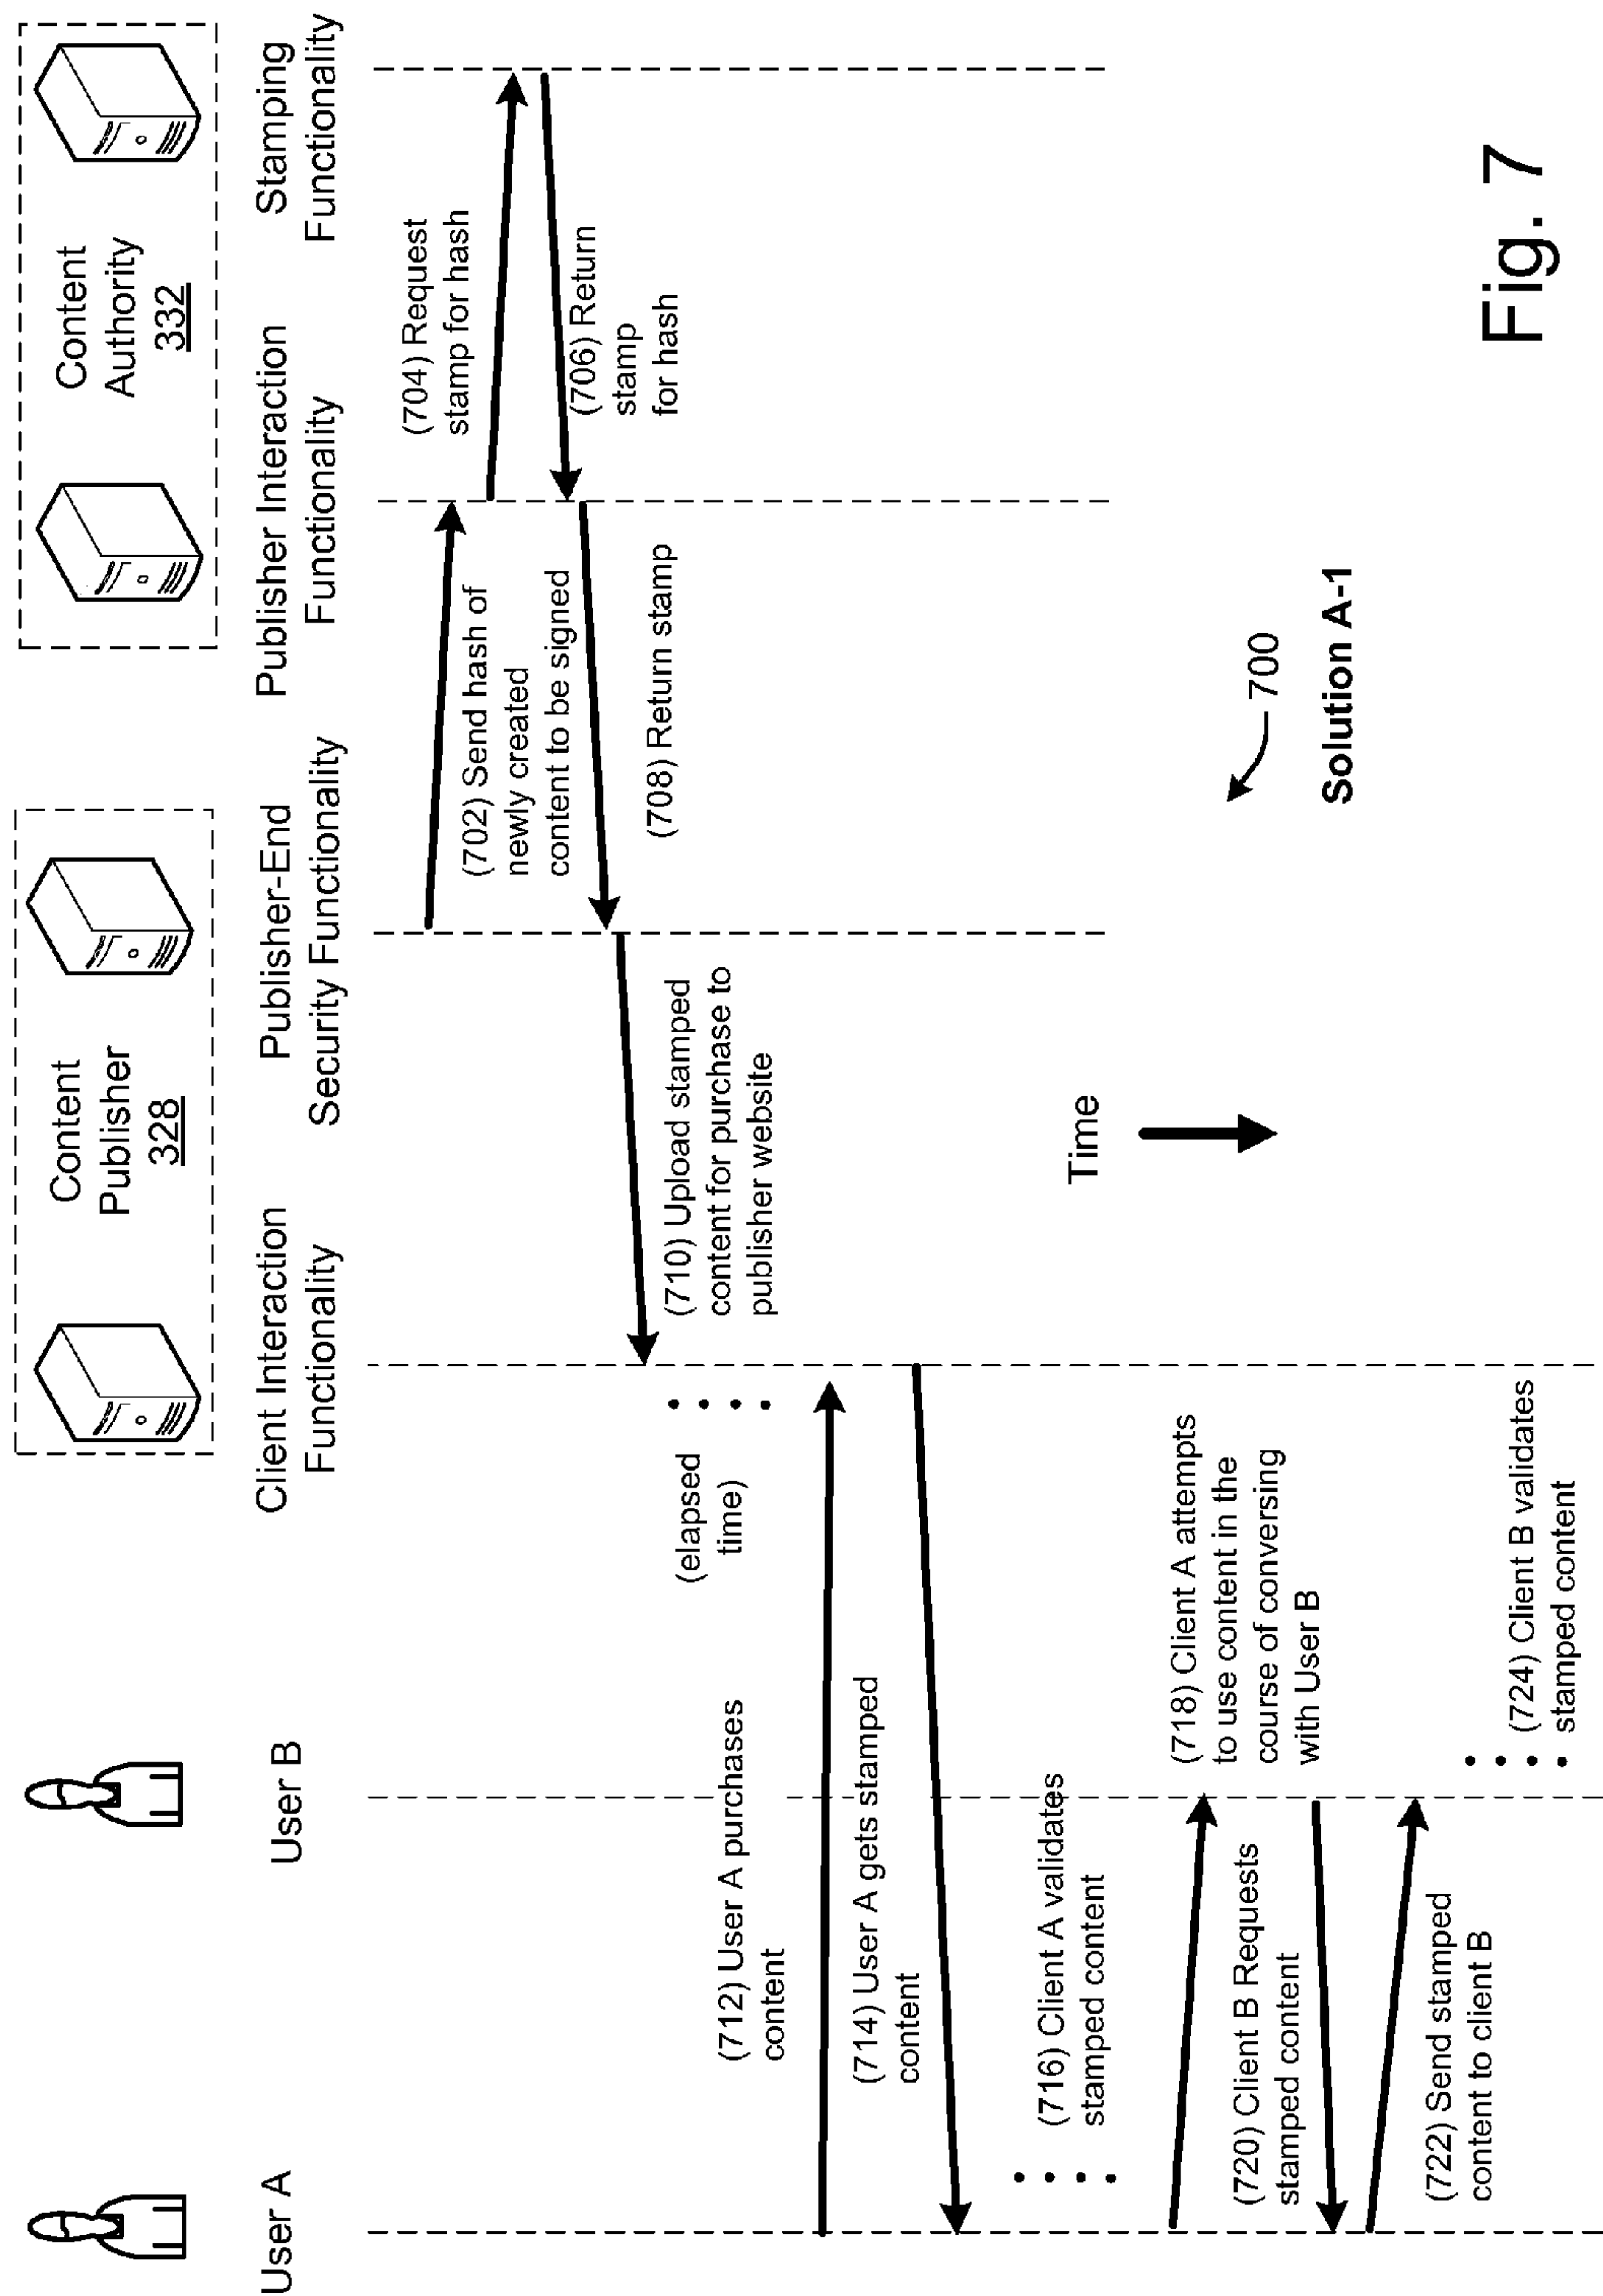 User A
User B
Content
Publisher
328
Client Interaction
Functionality
Publisher-End
Security Functionality
Content
Authority
332
Publisher Interaction
Functionality
Stamping
Functionality
(702) Send hash of
newly created
content to be signed
(704) Request
stamp for hash
(706) Return
stamp
for hash
(708) Return stamp
(710) Upload stamped
content for purchase to
publisher website
(elapsed
time)
(712) User A purchases
content
(714) User A gets stamped
content
(716) Client A validates
stamped content
(718) Client A attempts
to use content in the
course of conversing
with User B
(720) Client B Requests
stamped content
(722) Send stamped
content to client B
(724) Client B validates
stamped content
Time
700
Solution A-1
Fig. 7